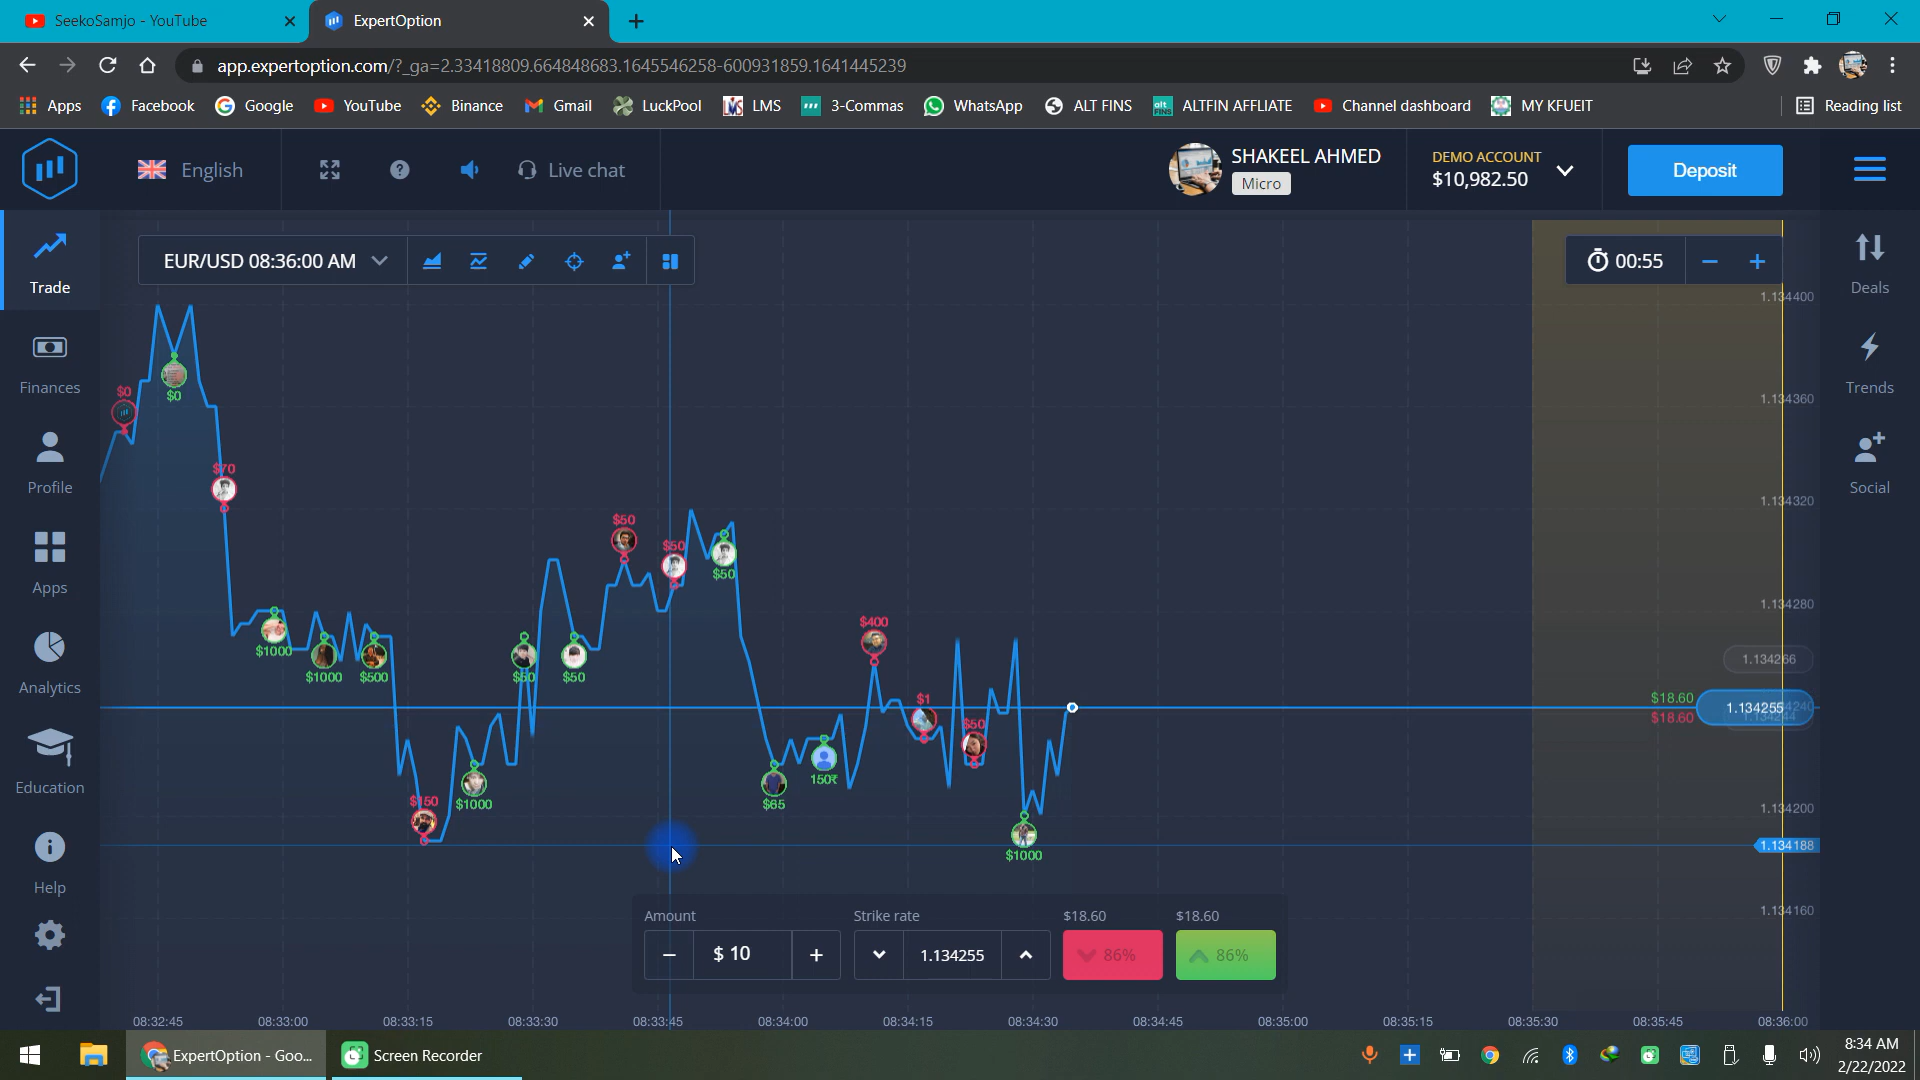 SeekoSamjo - YouTube
ExpertOption
app.expertoption.com/?_ga=2.33418809.664848683.1645546258-600931859.1641445239
Apps Facebook Google YouTube Binance Gmail LuckPool LMS 3-Commas WhatsApp ALT FINS ALTFIN AFFLIATE Channel dashboard MY KFUEIT Reading list
English
Live chat
SHAKEEL AHMED
Micro
DEMO ACCOUNT
$10,982.50
Deposit
Trade
Finances
Profile
Apps
Analytics
Education
Help
EUR/USD 08:36:00 AM
00:55
Deals
Trends
Social
1.134400
1.134360
1.134320
1.134280
1.134266
1.134255
1.134200
1.134188
1.134160
$18.60
$18.60
$0
$0
$70
$1000
$1000
$500
$150
$1000
$50
$50
$50
$50
$50
$65
150₹
$400
$1
$50
$1000
Amount
$ 10
Strike rate
1.134255
$18.60
86%
$18.60
86%
08:32:45 08:33:00 08:33:15 08:33:30 08:33:45 08:34:00 08:34:15 08:34:30 08:34:45 08:35:00 08:35:15 08:35:30 08:35:45 08:36:00
ExpertOption - Goo...
Screen Recorder
8:34 AM
2/22/2022